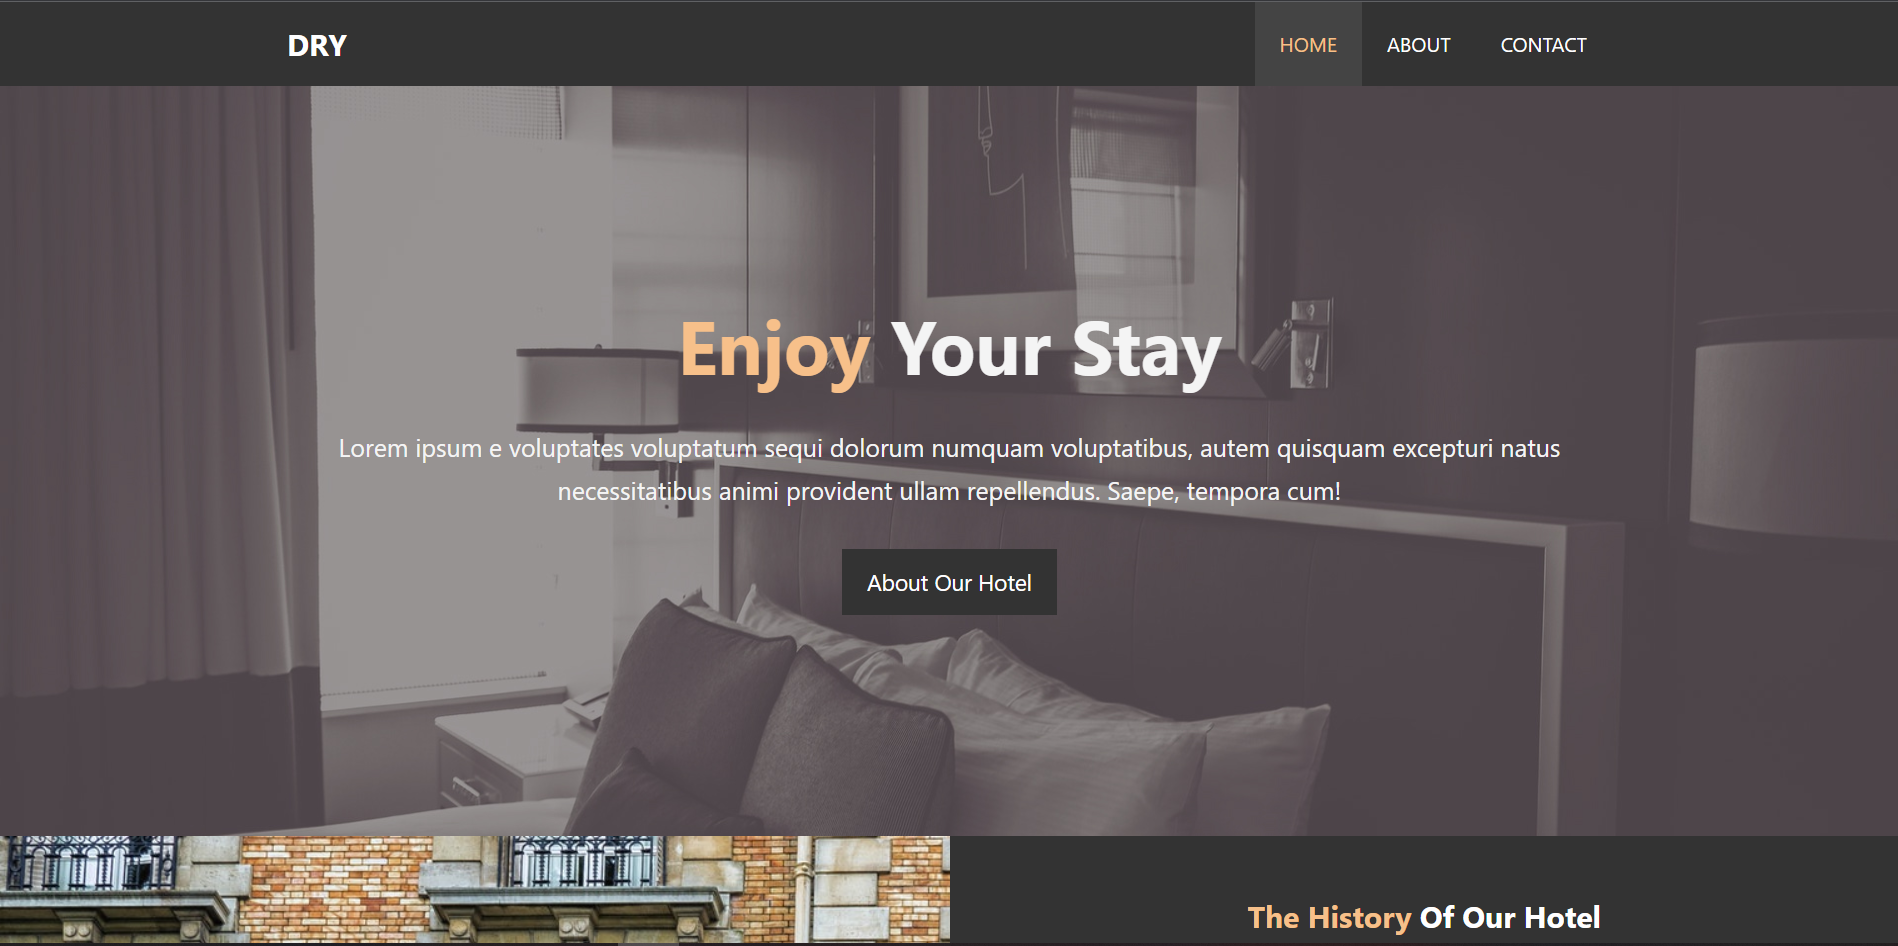 DRY
HOME ABOUT CONTACT
Enjoy Your Stay
Lorem ipsum e voluptates voluptatum sequi dolorum numquam voluptatibus, autem quisquam excepturi natus
necessitatibus animi provident ullam repellendus. Saepe, tempora cum!
About Our Hotel
The History Of Our Hotel